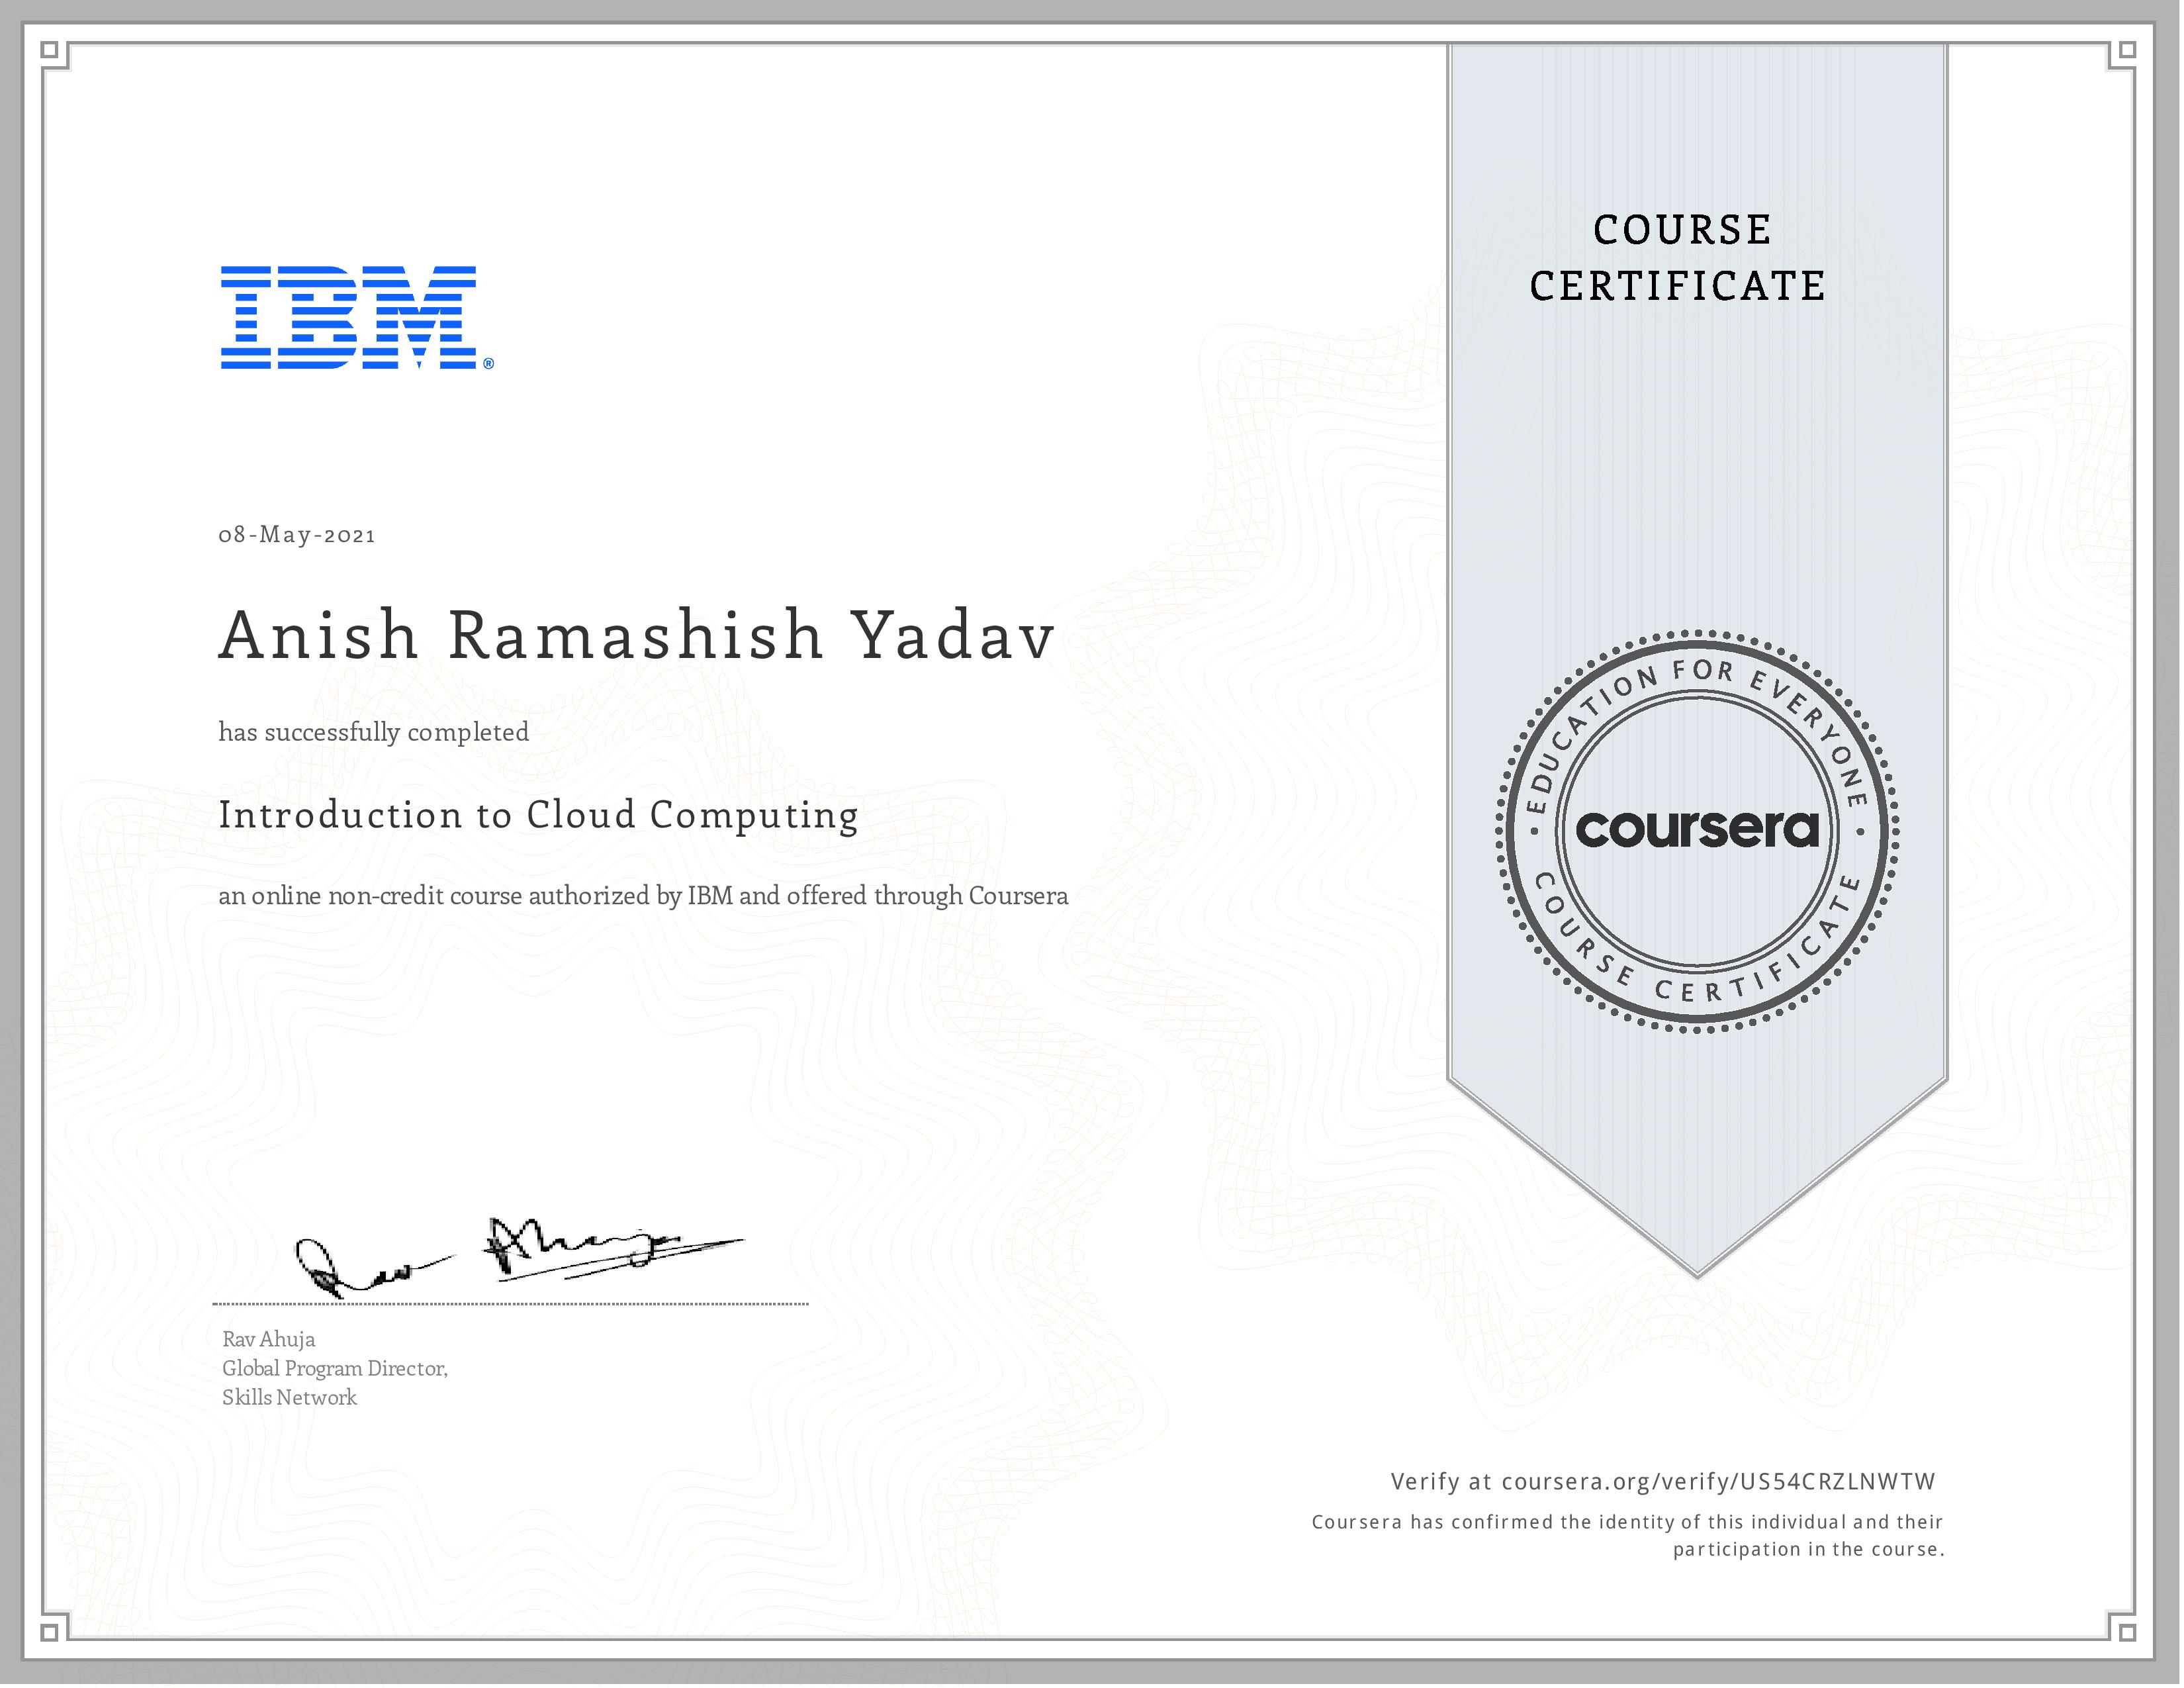 COURSE
CERTIFICATE
IBM®
08-May-2021
Anish Ramashish Yadav
has successfully completed
Introduction to Cloud Computing
an online non-credit course authorized by IBM and offered through Coursera
EDUCATION FOR EVERYONE
coursera
COURSE CERTIFICATE
Rav Ahuja
Global Program Director,
Skills Network
Verify at coursera.org/verify/US54CRZLNWTW
Coursera has confirmed the identity of this individual and their
participation in the course.